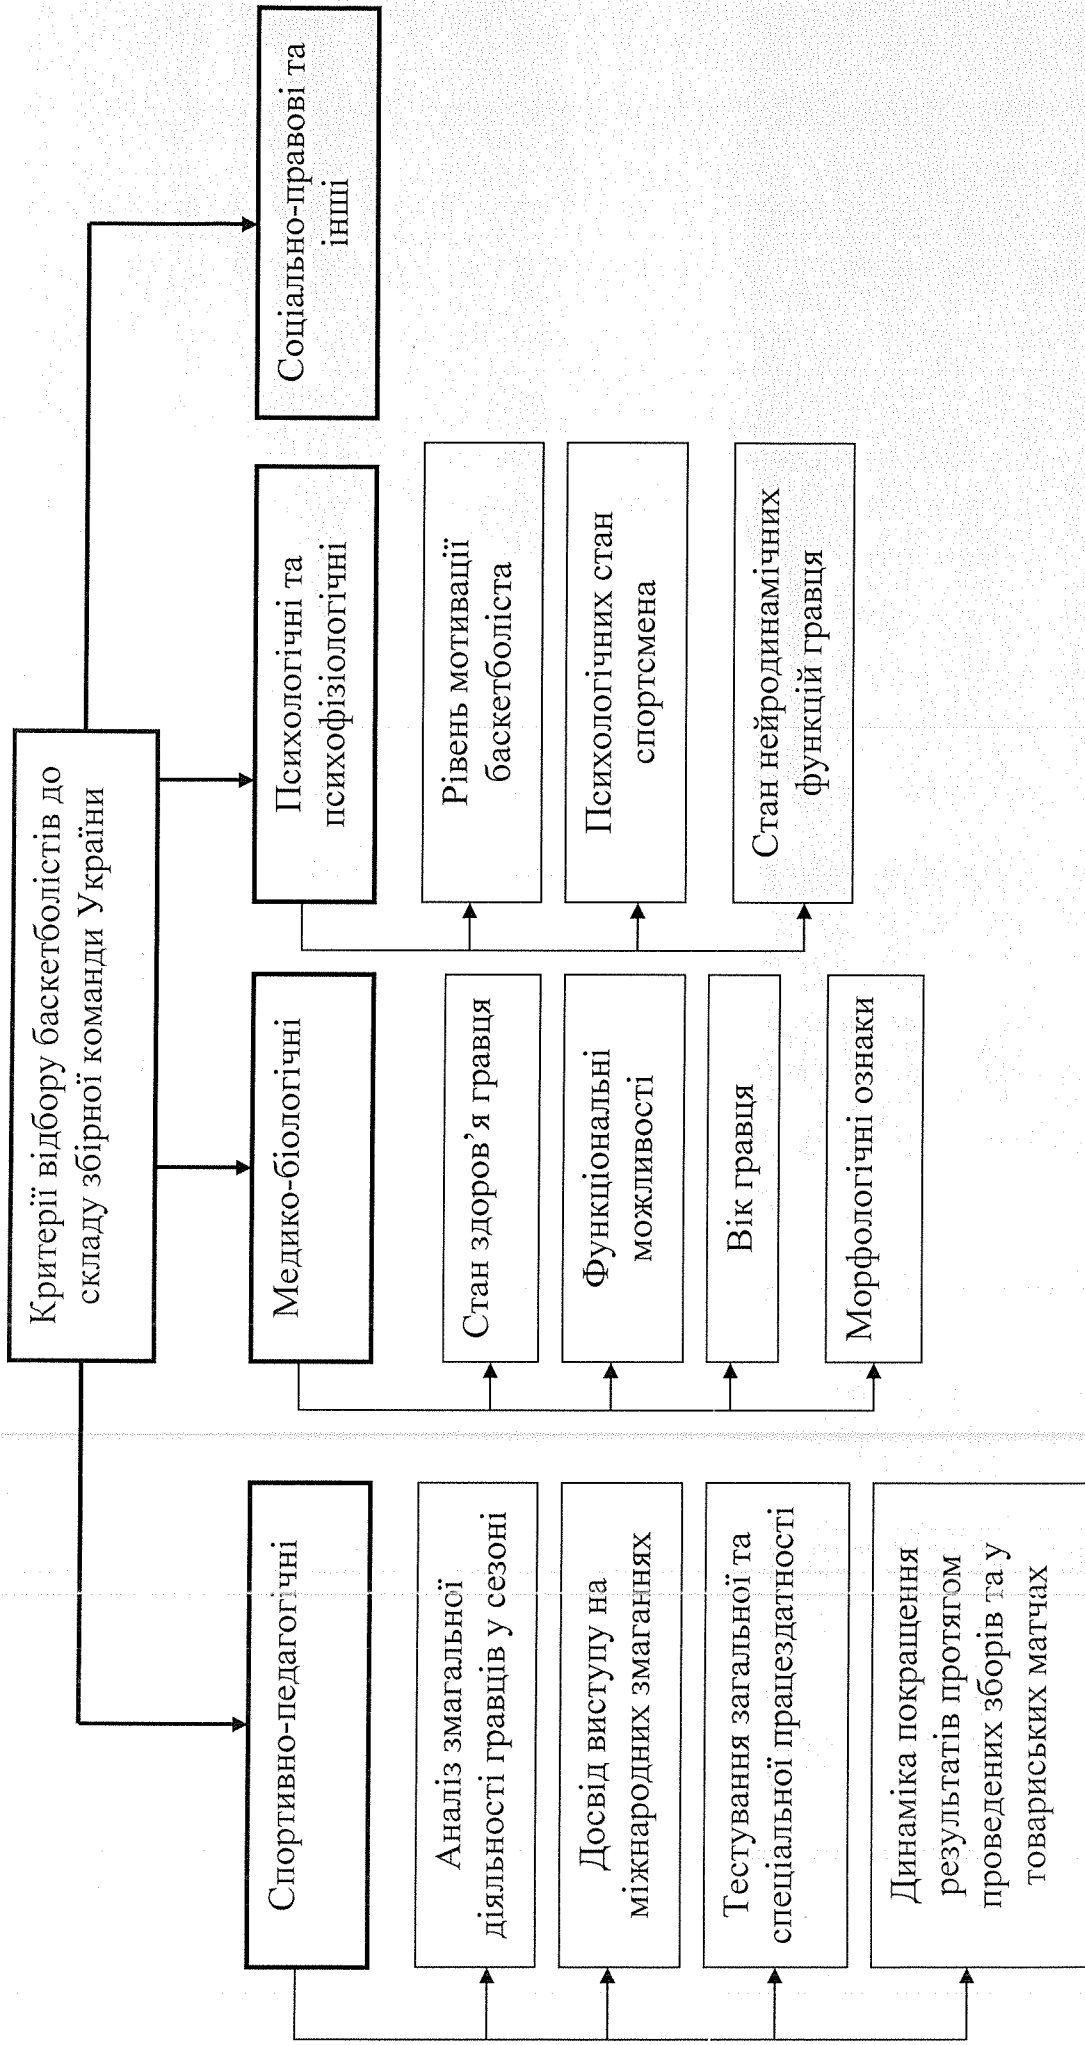 Критерії відбору баскетболістів до
складу збірної команди України
Спортивно-педагогічні
Аналіз змагальної
діяльності гравців у сезоні
Досвід виступу на
міжнародних змаганнях
Тестування загальної та
спеціальної працездатності
Динаміка покращення
результатів протягом
проведених зборів та у
товариських матчах
Медико-біологічні
Стан здоров’я гравця
Функціональні
можливості
Вік гравця
Морфологічні ознаки
Психологічні та
психофізіологічні
Рівень мотивації
баскетболіста
Психологічних стан
спортсмена
Стан нейродинамічних
функцій гравця
Соціально-правові та
інші